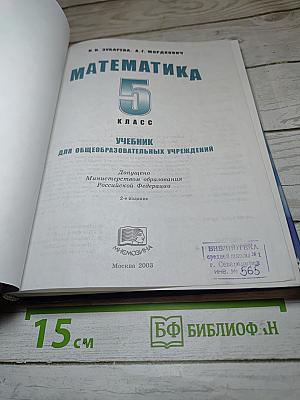 И. И. ЗУБАРЕВА, А. Г. МОРДКОВИЧ
МАТЕМАТИКА
5
КЛАСС
УЧЕБНИК
ДЛЯ ОБЩЕОБРАЗОВАТЕЛЬНЫХ УЧРЕЖДЕНИЙ
Допущено
Министерством образования
Российской Федерации
2-е издание
МНЕМОЗИНА
Москва 2003
БИБЛИОТЕКА
средней школы № 1
г.
ИНВ. № 565
15 см
БФ БИБЛИОФ
Н